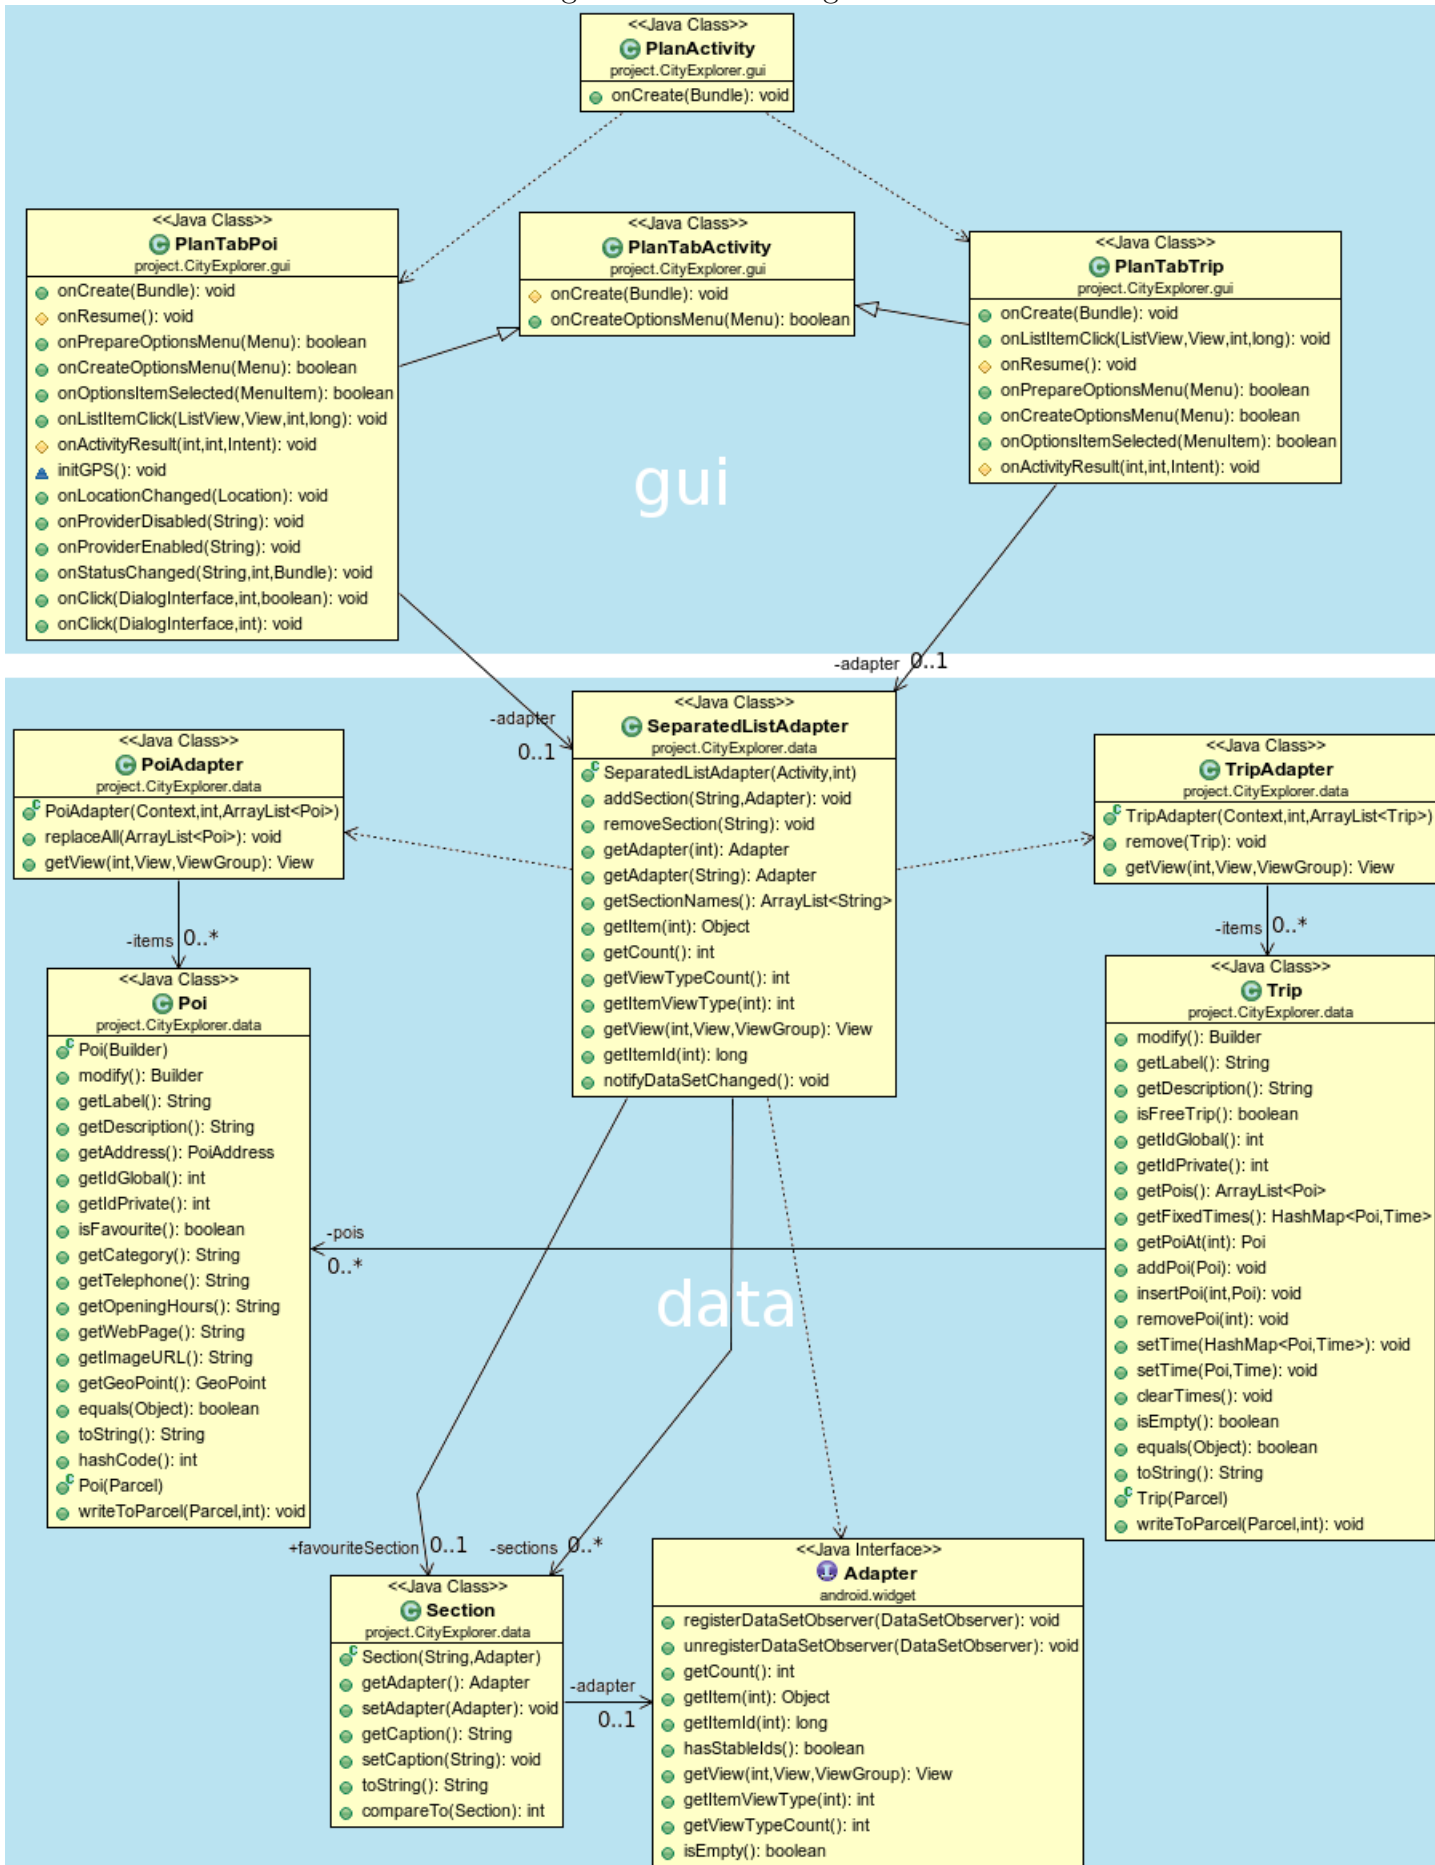 <<Java Class>>
PlanActivity
project.CityExplorer.gui
onCreate(Bundle): void
<<Java Class>>
PlanTabPoi
project.CityExplorer.gui
onCreate(Bundle): void
onResume(): void
onPrepareOptionsMenu(Menu): boolean
onCreateOptionsMenu(Menu): boolean
onOptionsItemSelected(MenuItem): boolean
onListItemClick(ListView,View,int,long): void
onActivityResult(int,int,Intent): void
initGPS(): void
onLocationChanged(Location): void
onProviderDisabled(String): void
onProviderEnabled(String): void
onStatusChanged(String,int,Bundle): void
onClick(DialogInterface,int,boolean): void
onClick(DialogInterface,int): void
<<Java Class>>
PlanTabActivity
project.CityExplorer.gui
onCreate(Bundle): void
onCreateOptionsMenu(Menu): boolean
<<Java Class>>
PlanTabTrip
project.CityExplorer.gui
onCreate(Bundle): void
onListItemClick(ListView,View,int,long): void
onResume(): void
onPrepareOptionsMenu(Menu): boolean
onCreateOptionsMenu(Menu): boolean
onOptionsItemSelected(MenuItem): boolean
onActivityResult(int,int,Intent): void
gui
-adapter 0..1
-adapter
0..1
<<Java Class>>
PoiAdapter
project.CityExplorer.data
PoiAdapter(Context,int,ArrayList<Poi>)
replaceAll(ArrayList<Poi>): void
getView(int,View,ViewGroup): View
<<Java Class>>
SeparatedListAdapter
project.CityExplorer.data
SeparatedListAdapter(Activity,int)
addSection(String,Adapter): void
removeSection(String): void
getAdapter(int): Adapter
getAdapter(String): Adapter
getSectionNames(): ArrayList<String>
getItem(int): Object
getCount(): int
getViewTypeCount(): int
getItemViewType(int): int
getView(int,View,ViewGroup): View
getItemId(int): long
notifyDataSetChanged(): void
<<Java Class>>
TripAdapter
project.CityExplorer.data
TripAdapter(Context,int,ArrayList<Trip>)
remove(Trip): void
getView(int,View,ViewGroup): View
-items 0..*
-items 0..*
<<Java Class>>
Poi
project.CityExplorer.data
Poi(Builder)
modify(): Builder
getLabel(): String
getDescription(): String
getAddress(): PoiAddress
getIdGlobal(): int
getIdPrivate(): int
isFavourite(): boolean
getCategory(): String
getTelephone(): String
getOpeningHours(): String
getWebPage(): String
getImageURL(): String
getGeoPoint(): GeoPoint
equals(Object): boolean
toString(): String
hashCode(): int
Poi(Parcel)
writeToParcel(Parcel,int): void
<<Java Class>>
Trip
project.CityExplorer.data
modify(): Builder
getLabel(): String
getDescription(): String
isFreeTrip(): boolean
getIdGlobal(): int
getIdPrivate(): int
getPois(): ArrayList<Poi>
getFixedTimes(): HashMap<Poi,Time>
getPoiAt(int): Poi
addPoi(Poi): void
insertPoi(int,Poi): void
removePoi(int): void
setTime(HashMap<Poi,Time>): void
setTime(Poi,Time): void
clearTimes(): void
isEmpty(): boolean
equals(Object): boolean
toString(): String
Trip(Parcel)
writeToParcel(Parcel,int): void
-pois
0..*
data
+favouriteSection 0..1
-sections 0..*
<<Java Class>>
Section
project.CityExplorer.data
Section(String,Adapter)
getAdapter(): Adapter
setAdapter(Adapter): void
getCaption(): String
setCaption(String): void
toString(): String
compareTo(Section): int
-adapter
0..1
<<Java Interface>>
Adapter
android.widget
registerDataSetObserver(DataSetObserver): void
unregisterDataSetObserver(DataSetObserver): void
getCount(): int
getItem(int): Object
getItemId(int): long
hasStableIds(): boolean
getView(int,View,ViewGroup): View
getItemViewType(int): int
getViewTypeCount(): int
isEmpty(): boolean